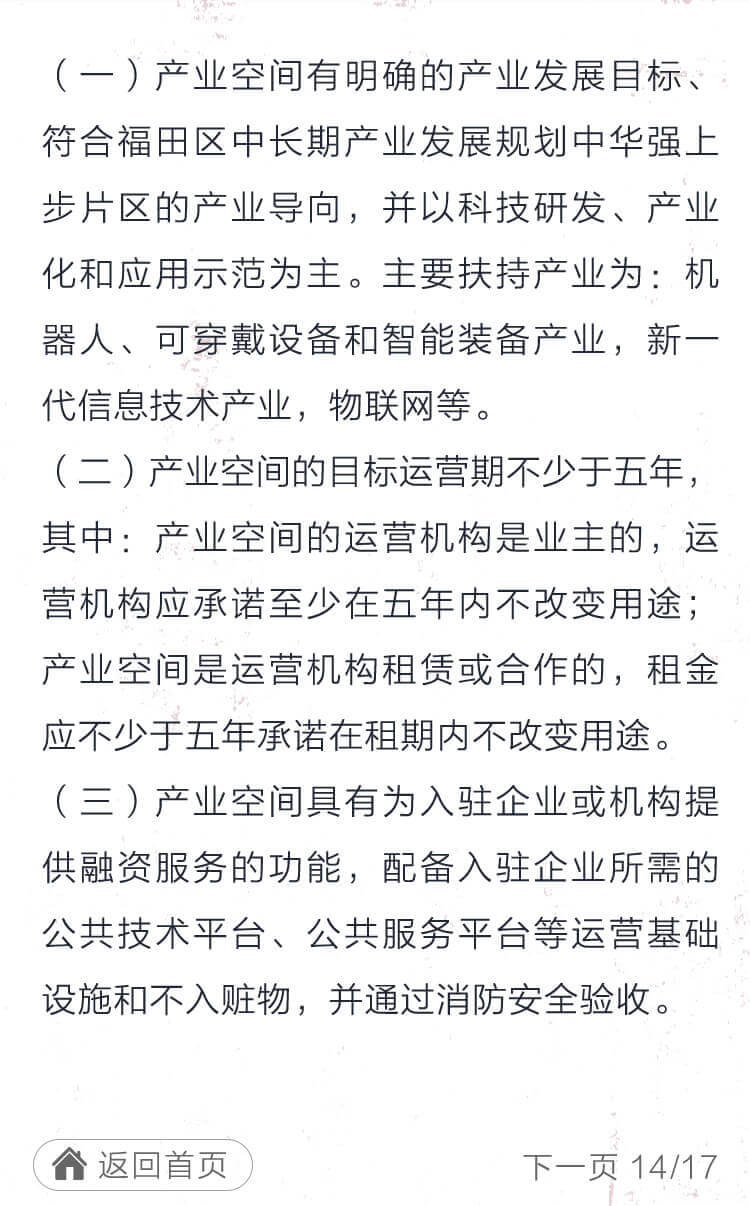 （一）产业空间有明确的产业发展目标、
符合福田区中长期产业发展规划中华强上
步片区的产业导向，并以科技研发、产业
化和应用示范为主。主要扶持产业为：机
器人、可穿戴设备和智能装备产业，新一
代信息技术产业，物联网等。
（二）产业空间的目标运营期不少于五年，
其中：产业空间的运营机构是业主的，运
营机构应承诺至少在五年内不改变用途；
产业空间是运营机构租赁或合作的，租金
应不少于五年承诺在租期内不改变用途。
（三）产业空间具有为入驻企业或机构提
供融资服务的功能，配备入驻企业所需的
公共技术平台、公共服务平台等运营基础
设施和不入赃物，并通过消防安全验收。
返回首页
下一页 14/17